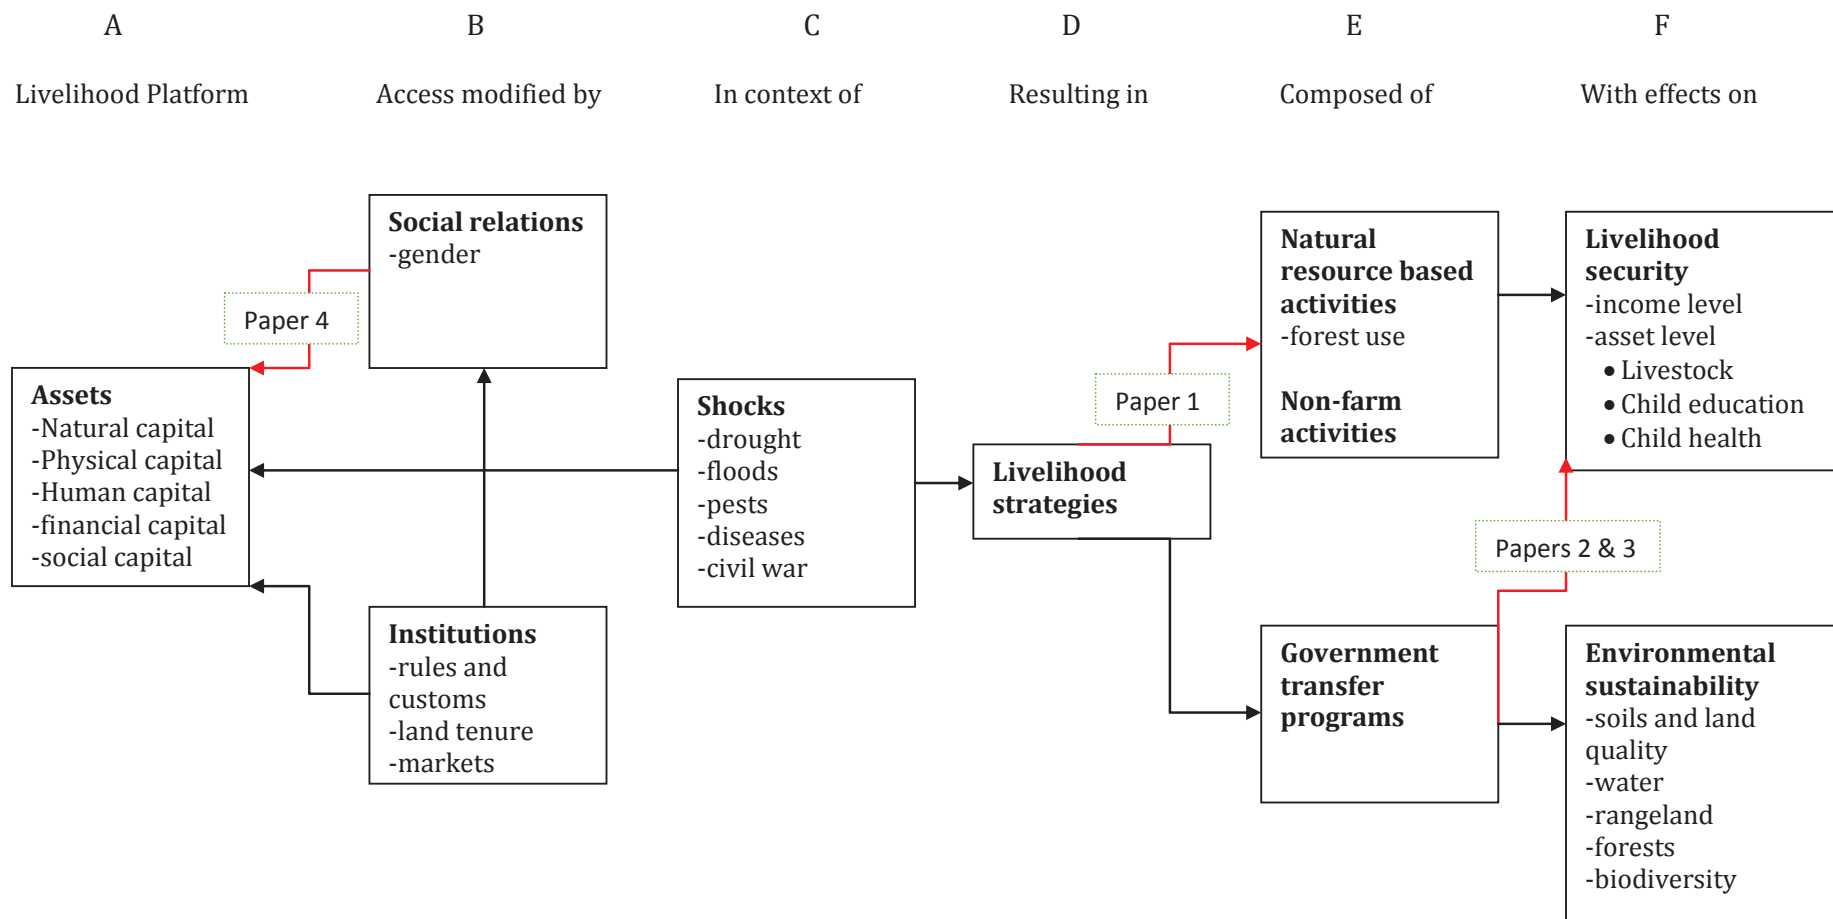 A
B
C
D
E
F
Livelihood Platform
Access modified by
In context of
Resulting in
Composed of
With effects on
Social relations
-gender
Paper 4
Assets
-Natural capital
-Physical capital
-Human capital
-financial capital
-social capital
Institutions
-rules and
customs
-land tenure
-markets
Shocks
-drought
-floods
-pests
-diseases
-civil war
Livelihood
strategies
Paper 1
Natural
resource based
activities
-forest use
Non-farm
activities
Government
transfer
programs
Livelihood
security
-income level
-asset level
• Livestock
• Child education
• Child health
Papers 2 & 3
Environmental
sustainability
-soils and land
quality
-water
-rangeland
-forests
-biodiversity